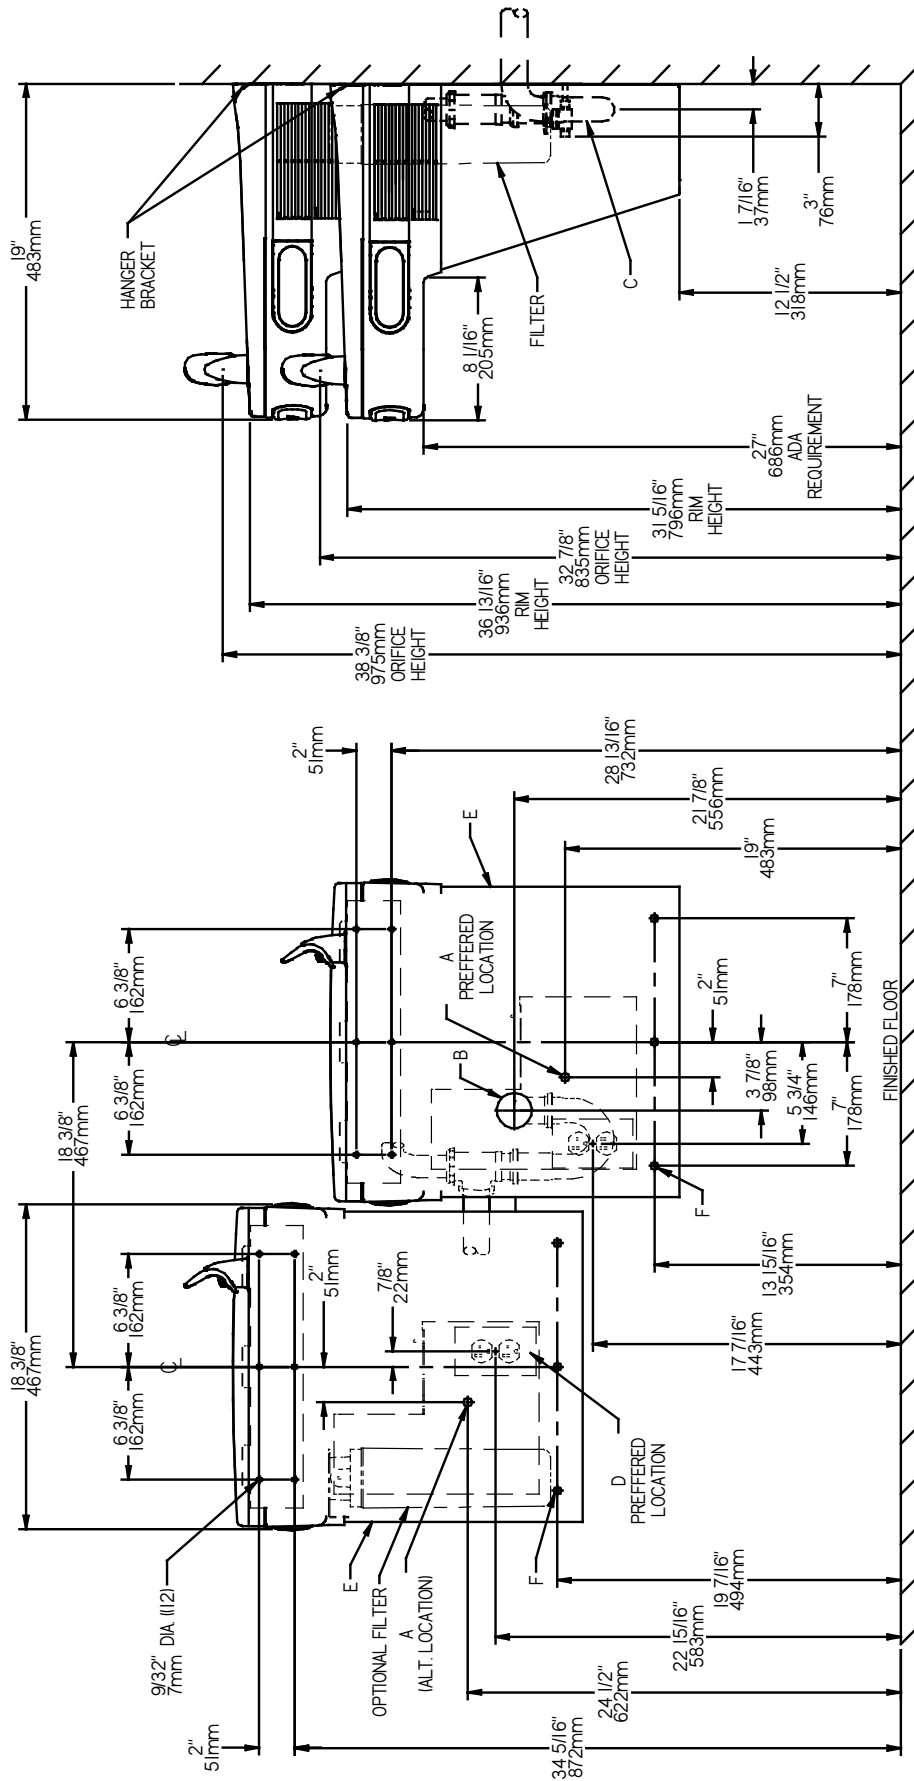 19"
483mm
HANGER
BRACKET
FILTER
C
8 1/16"
205mm
1 7/16"
37mm
3"
76mm
12 1/2"
318mm
27"
686mm
ADA
REQUIREMENT
31 5/16"
796mm
RIM
HEIGHT
32 7/8"
835mm
ORIFICE
HEIGHT
36 13/16"
936mm
RIM
HEIGHT
38 3/8"
975mm
ORIFICE
HEIGHT
2"
51mm
28 13/16"
732mm
21 7/8"
556mm
19"
483mm
E
A
PREFFERED
LOCATION
B
6 3/8"
162mm
CL
6 3/8"
162mm
18 3/8"
467mm
2"
51mm
7"
178mm
3 7/8"
98mm
5 3/4"
146mm
7"
178mm
FINISHED FLOOR
F
13 15/16"
354mm
17 7/16"
443mm
18 3/8"
467mm
6 3/8"
162mm
CL
6 3/8"
162mm
2"
51mm
7/8"
22mm
D
PREFFERED
LOCATION
9/32" DIA. (112)
7mm
E
OPTIONAL FILTER
A
(ALT. LOCATION)
F
19 7/16"
494mm
22 15/16"
583mm
24 1/2"
622mm
34 5/16"
872mm
2"
51mm